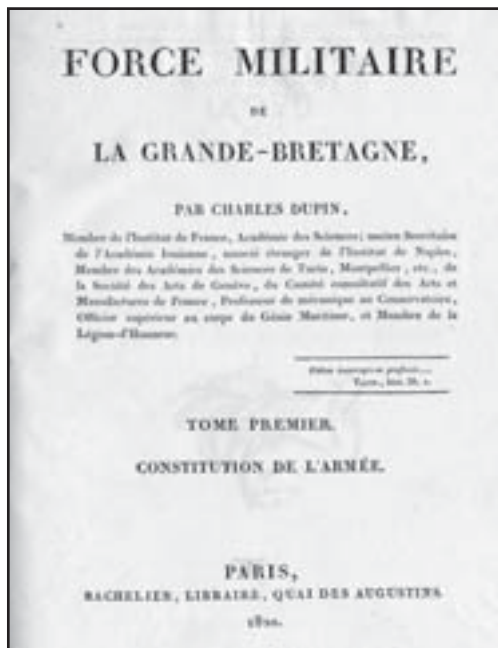 FORCE MILITAIRE
DE
LA GRANDE-BRETAGNE,
PAR CHARLES DUPIN,
Membre de l'Institut de France, Académie des Sciences; ancien Secrétaire
de l'Académie Ionienne, associé étranger de l'Institut de Naples,
Membre des Académies des Sciences de Turin, Montpellier, etc., de
la Société des Arts de Genève, du Comité consultatif des Arts et
Manufactures de France, Professeur de mécanique au Conservatoire,
Officier supérieur au corps du Génie Maritime, et Membre de la
Légion-d'Honneur.
TOME PREMIER.
CONSTITUTION DE L'ARMÉE.
PARIS,
BACHELIER, LIBRAIRE, QUAI DES AUGUSTINS.
1820.